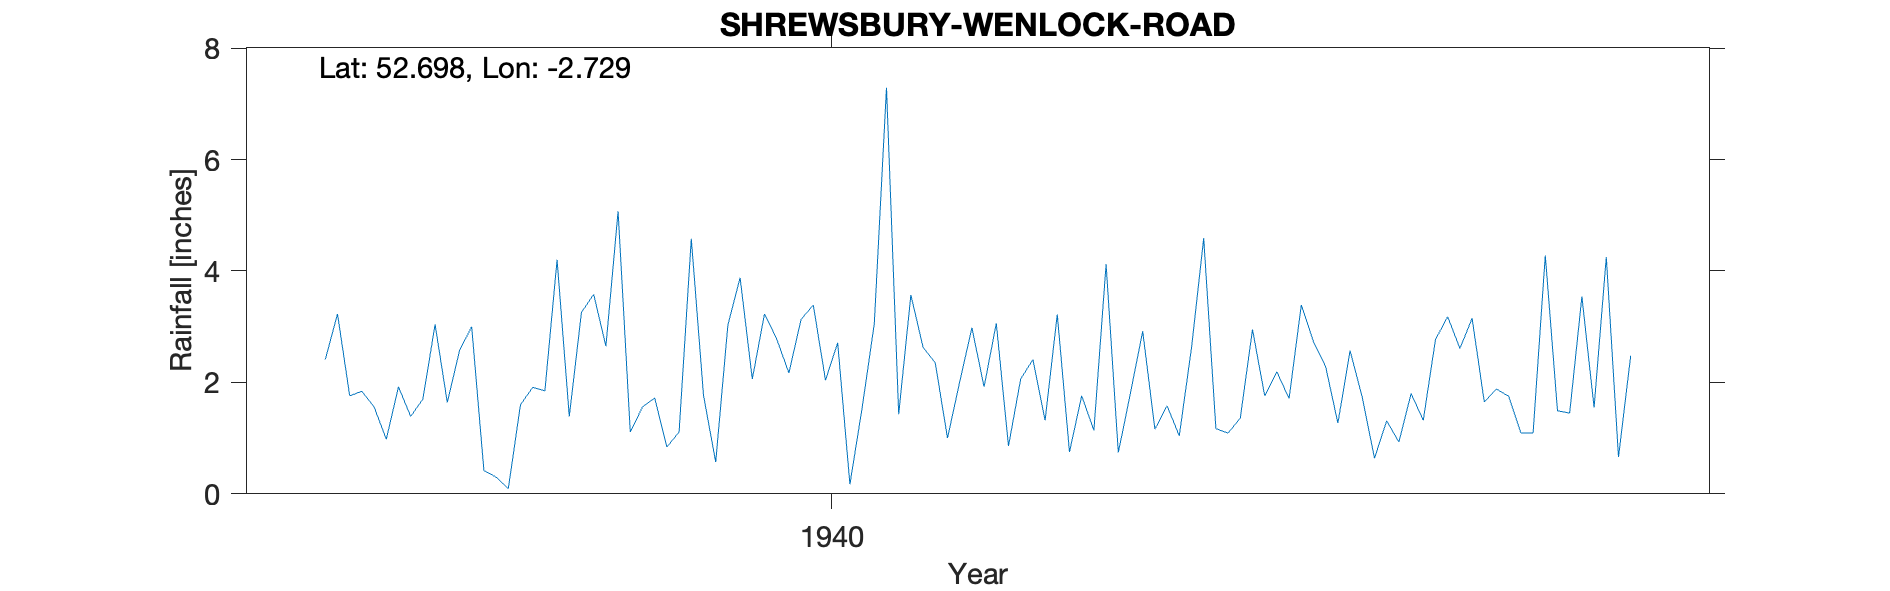 SHREWSBURY-WENLOCK-ROAD
Lat: 52.698, Lon: -2.729
8
6
4
2
0
Rainfall [inches]
1940
Year